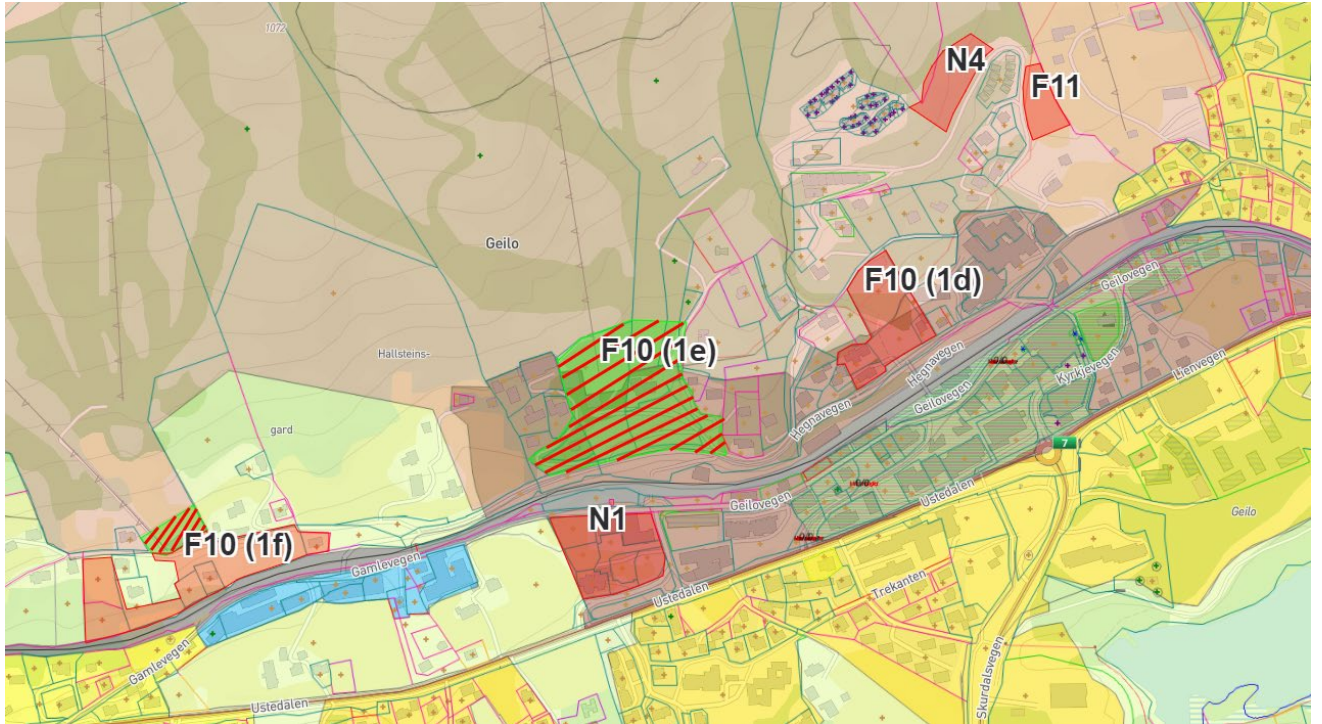 1072
N4
F11
Geilo
F10 (1d)
Geilovegen
Hegnavegen
F10 (1e)
Hallsteins-
Geilovegen
Kyrkjevegen
Lienvegen
Hegnavegen
gard
7
Geilovegen
Ustedalen
Geilo
N1
F10 (1f)
Gamlevegen
Ustedalen
Trekanten
Gamlevegen
Skurdalsvegen
Ustedalen